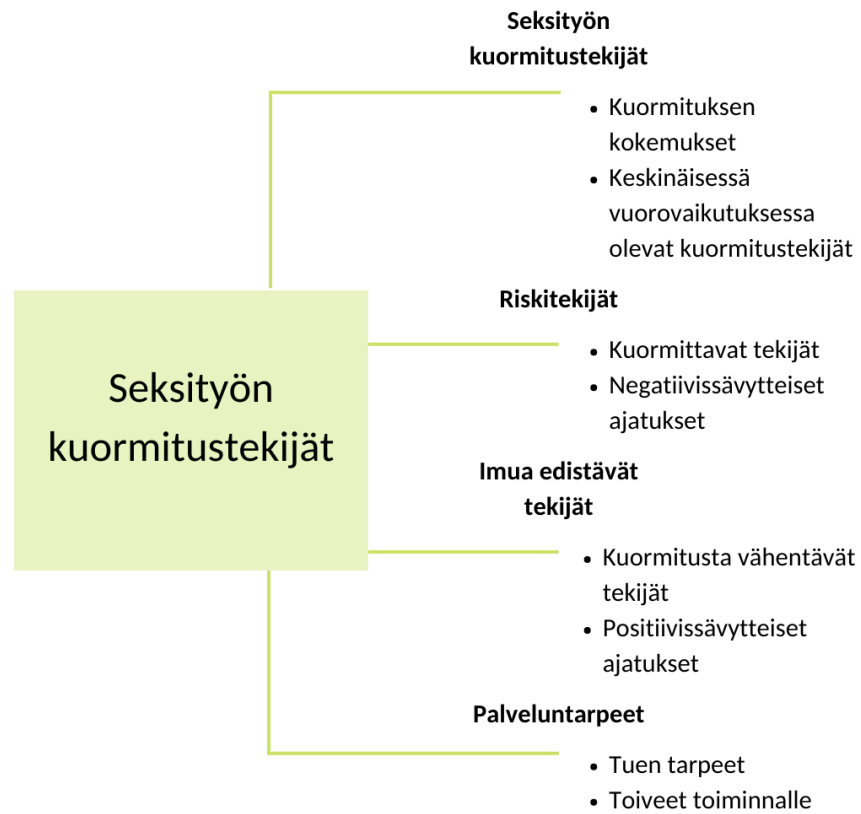 Seksityön
kuormitustekijät
Seksityön
kuormitustekijät
• Kuormituksen
kokemukset
• Keskinäisessä
vuorovaikutuksessa
olevat kuormitustekijät
Riskitekijät
• Kuormittavat tekijät
• Negatiivissävytteiset
ajatukset
Imua edistävät
tekijät
• Kuormitusta vähentävät
tekijät
• Positiivissävytteiset
ajatukset
Palveluntarpeet
• Tuen tarpeet
• Toiveet toiminnalle